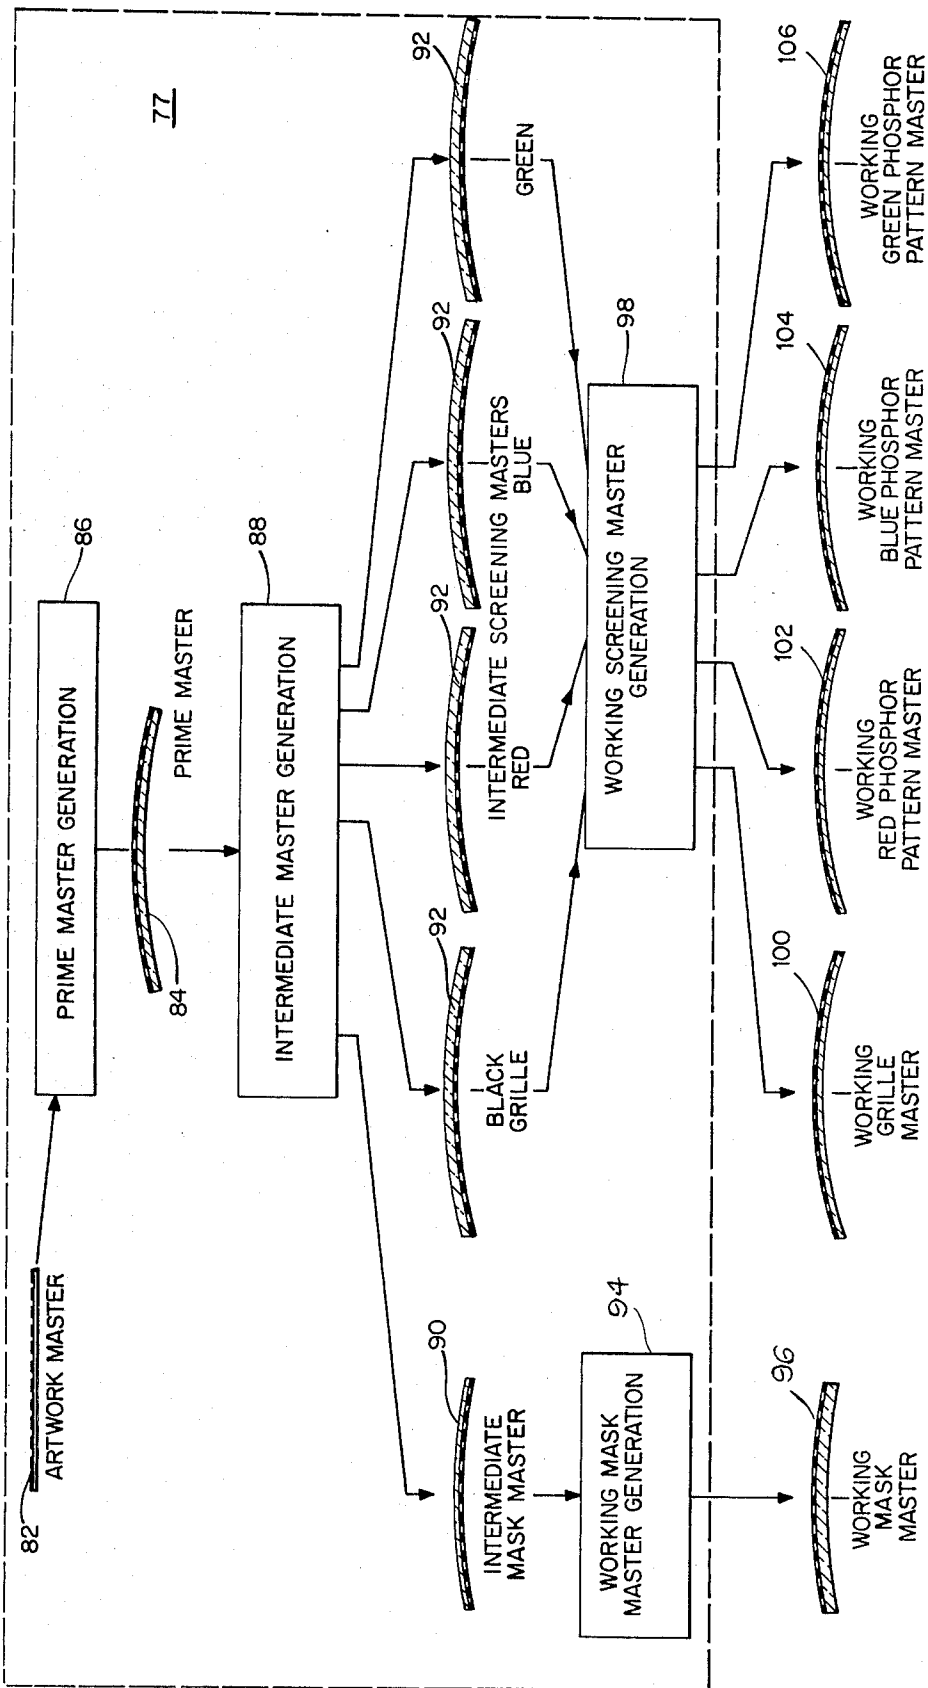 77
82
ARTWORK MASTER
PRIME MASTER GENERATION
86
84
PRIME MASTER
INTERMEDIATE MASTER GENERATION
88
90
INTERMEDIATE
MASK MASTER
92
BLACK
GRILLE
92
INTERMEDIATE SCREENING MASTERS
RED
92
BLUE
92
GREEN
WORKING MASK
MASTER GENERATION
94
WORKING SCREENING MASTER
GENERATION
98
96
WORKING
MASK
MASTER
100
WORKING
GRILLE
MASTER
102
WORKING
RED PHOSPHOR
PATTERN MASTER
104
WORKING
BLUE PHOSPHOR
PATTERN MASTER
106
WORKING
GREEN PHOSPHOR
PATTERN MASTER